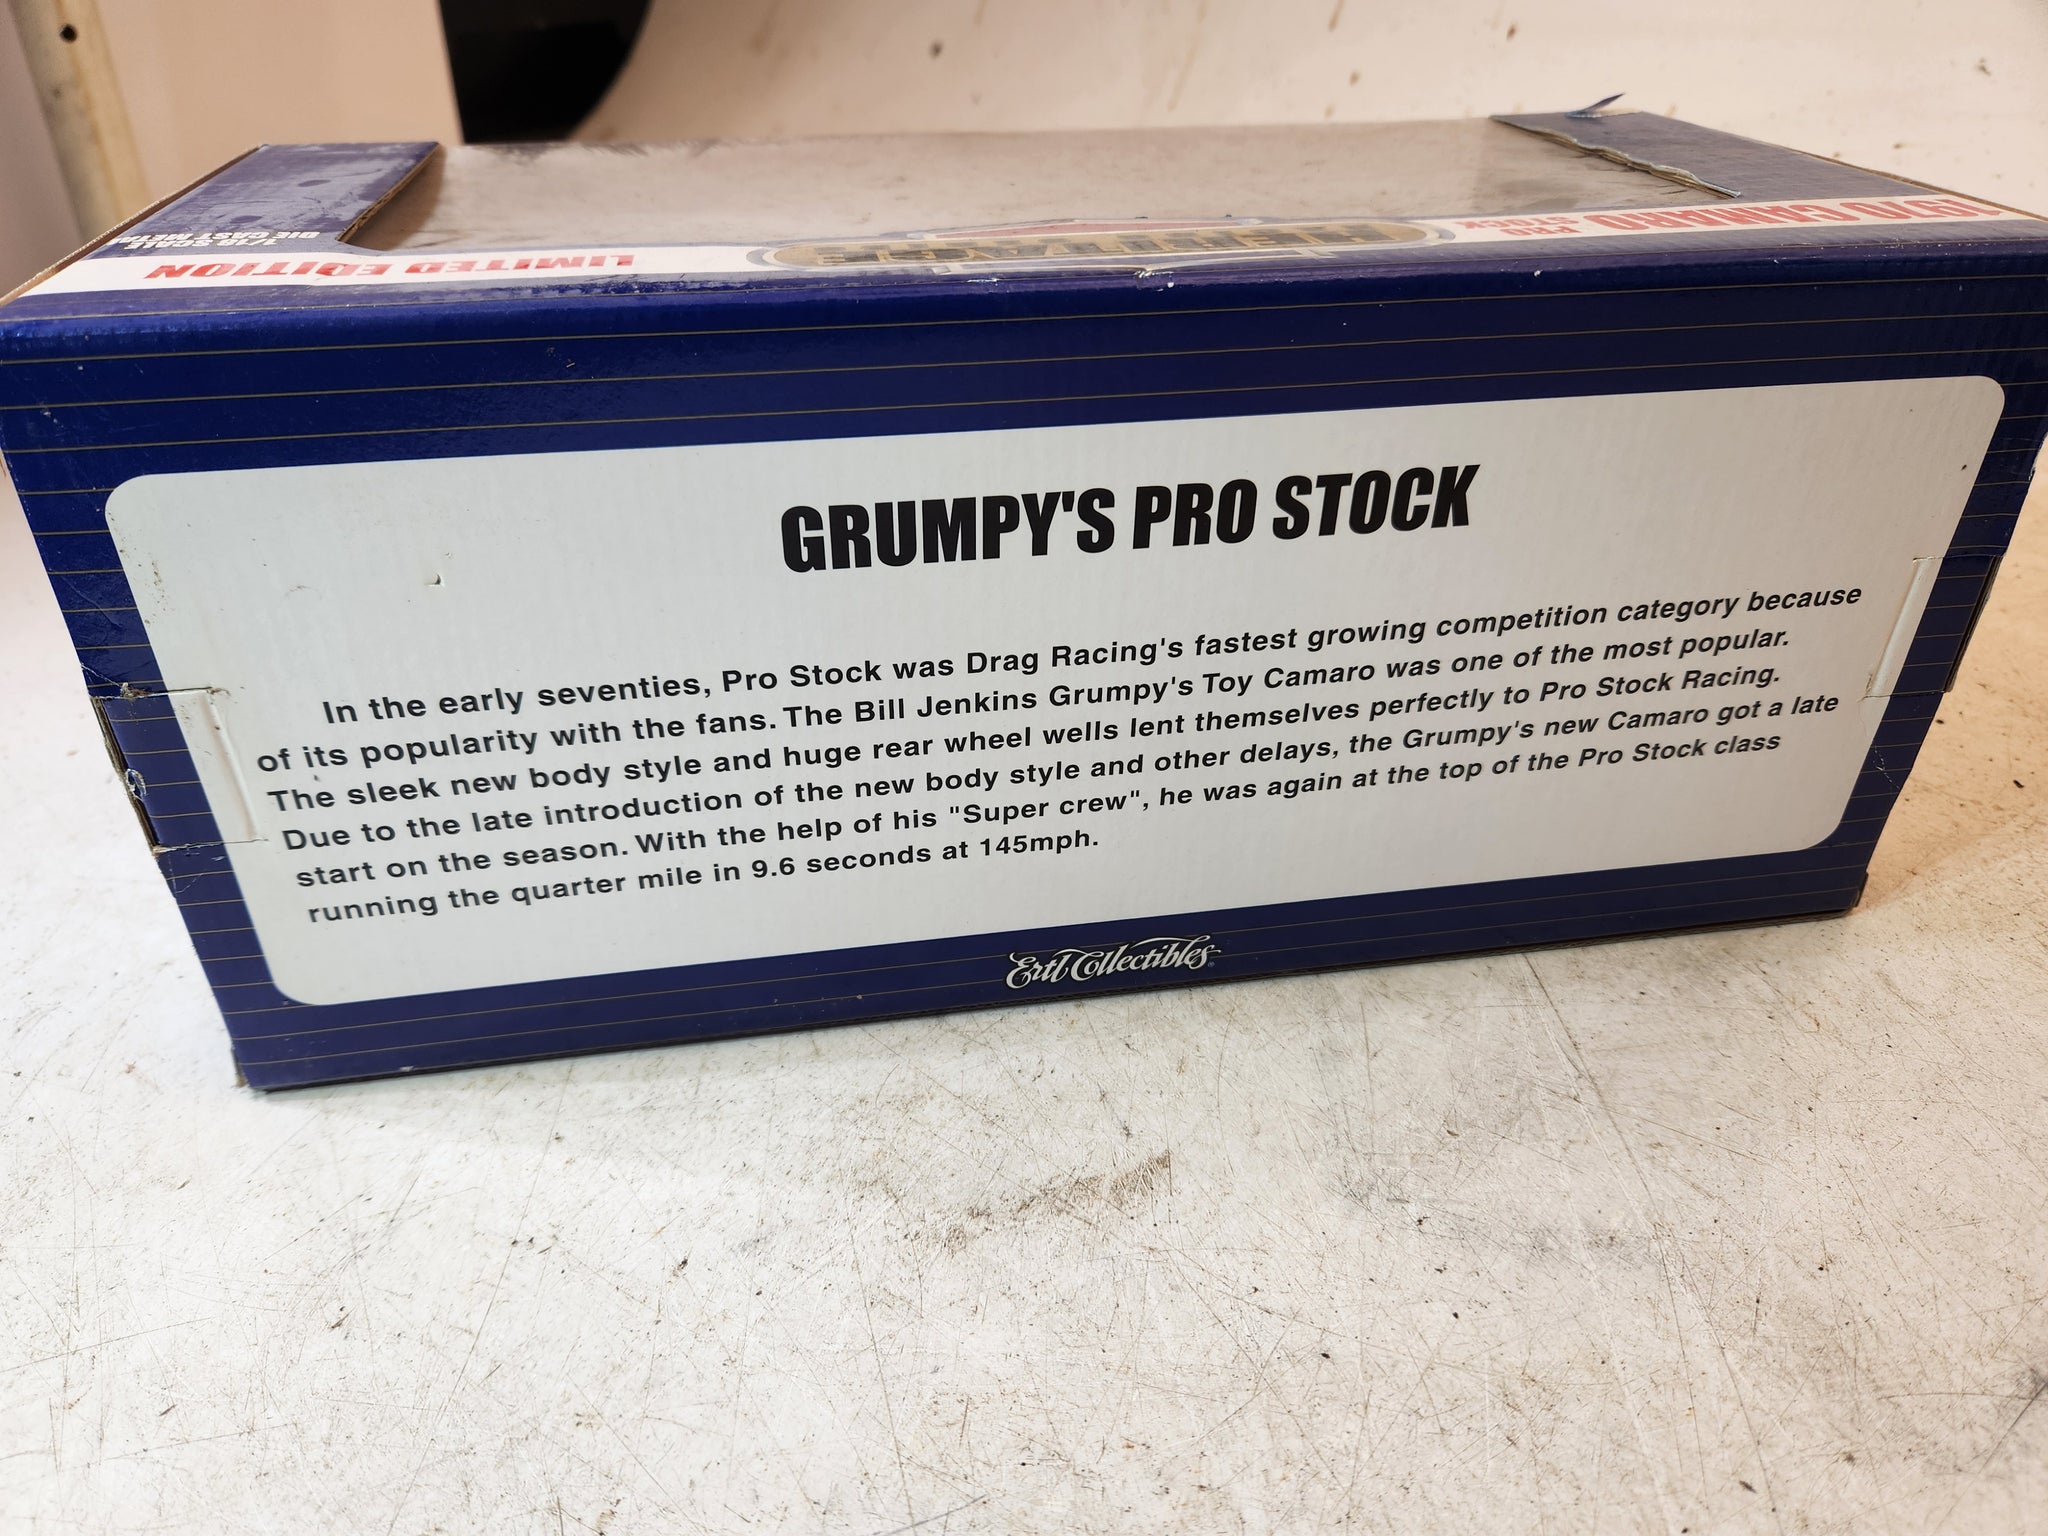 1/18 SCALE
DIE CAST METAL
LIMITED EDITION
HERITAGE
1970 CAMARO PRO STOCK
GRUMPY'S PRO STOCK
In the early seventies, Pro Stock was Drag Racing's fastest growing competition category because
of its popularity with the fans. The Bill Jenkins Grumpy's Toy Camaro was one of the most popular.
The sleek new body style and huge rear wheel wells lent themselves perfectly to Pro Stock Racing.
Due to the late introduction of the new body style and other delays, the Grumpy's new Camaro got a late
start on the season. With the help of his "Super crew", he was again at the top of the Pro Stock class
running the quarter mile in 9.6 seconds at 145mph.
Ertl Collectibles